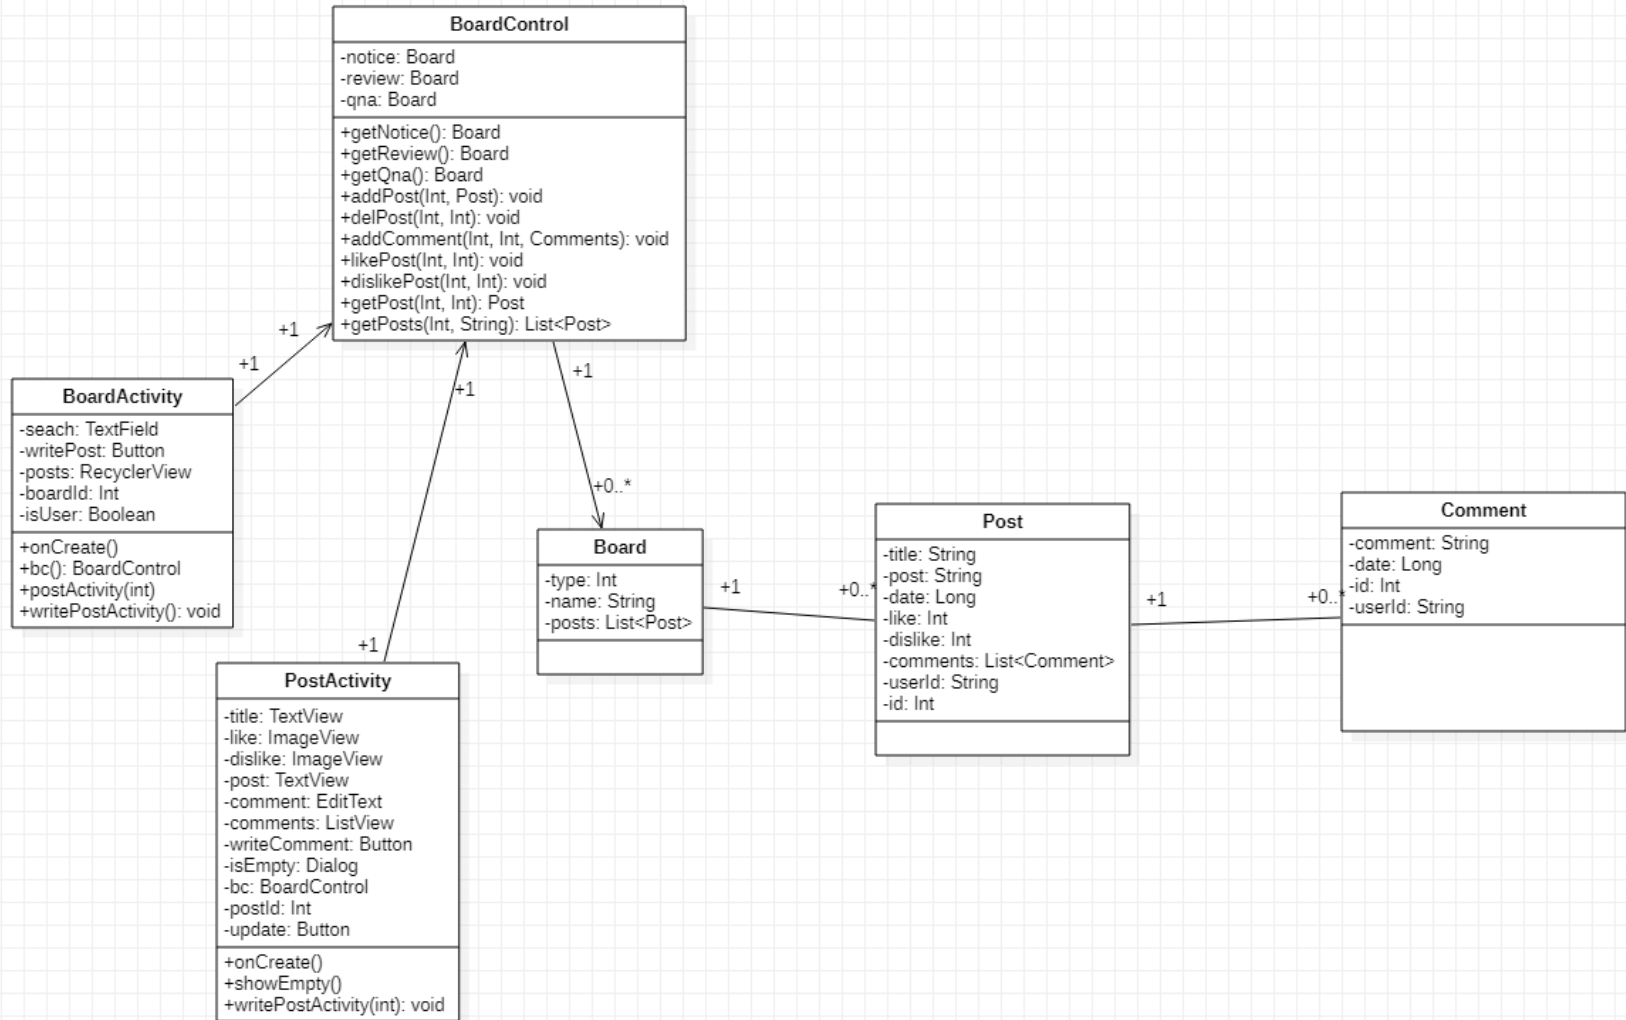 BoardControl
-notice: Board
-review: Board
-qna: Board
+getNotice(): Board
+getReview(): Board
+getQna(): Board
+addPost(Int, Post): void
+delPost(Int, Int): void
+addComment(Int, Int, Comments): void
+likePost(Int, Int): void
+dislikePost(Int, Int): void
+getPost(Int, Int): Post
+getPosts(Int, String): List<Post>
+1
+1
BoardActivity
-seach: TextField
-writePost: Button
-posts: RecyclerView
-boardId: Int
-isUser: Boolean
+onCreate()
+bc(): BoardControl
+postActivity(int)
+writePostActivity(): void
+1
+1
PostActivity
-title: TextView
-like: ImageView
-dislike: ImageView
-post: TextView
-comment: EditText
-comments: ListView
-writeComment: Button
-isEmpty: Dialog
-bc: BoardControl
-postId: Int
-update: Button
+onCreate()
+showEmpty()
+writePostActivity(int): void
+1
+0..*
Board
-type: Int
-name: String
-posts: List<Post>
+1
+0..*
Post
-title: String
-post: String
-date: Long
-like: Int
-dislike: Int
-comments: List<Comment>
-userId: String
-id: Int
+1
+0..*
Comment
-comment: String
-date: Long
-id: Int
-userId: String